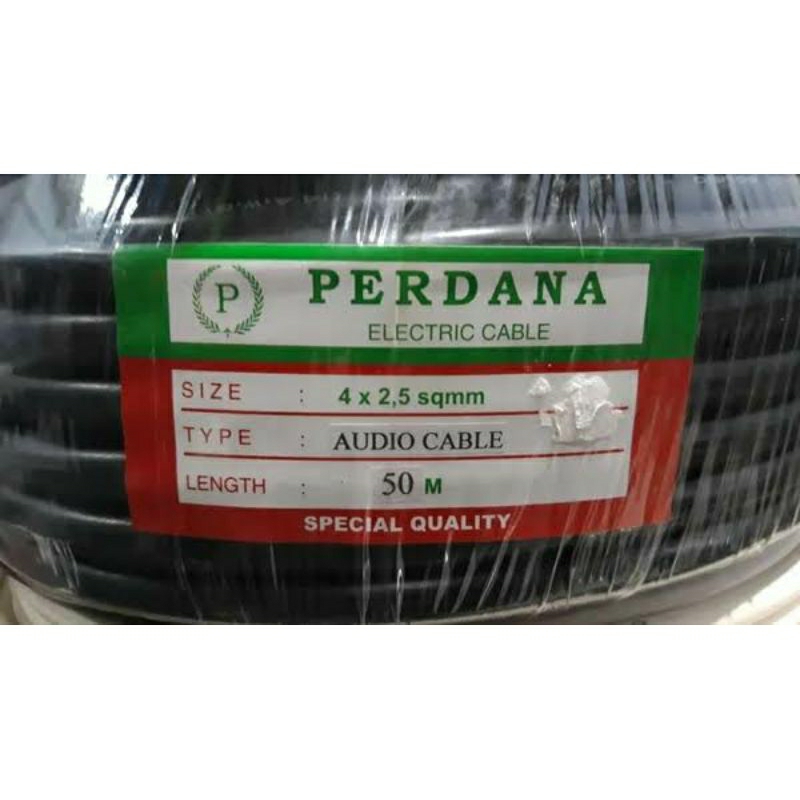 P
PERDANA
ELECTRIC CABLE
SIZE : 4 x 2,5 sqmm
TYPE : AUDIO CABLE
LENGTH : 50 M
SPECIAL QUALITY